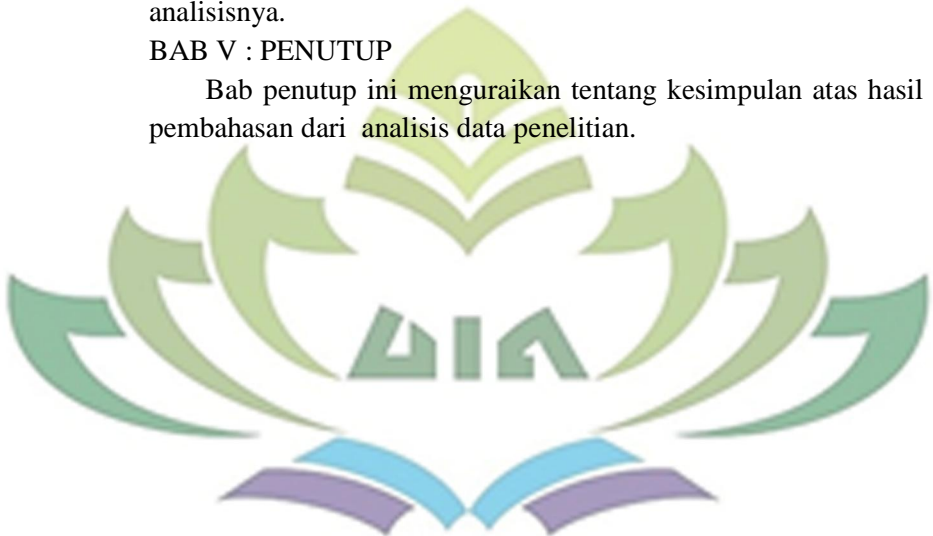 analisisnya.
BAB V : PENUTUP
Bab penutup ini menguraikan tentang kesimpulan atas hasil
pembahasan dari analisis data penelitian.
UIN